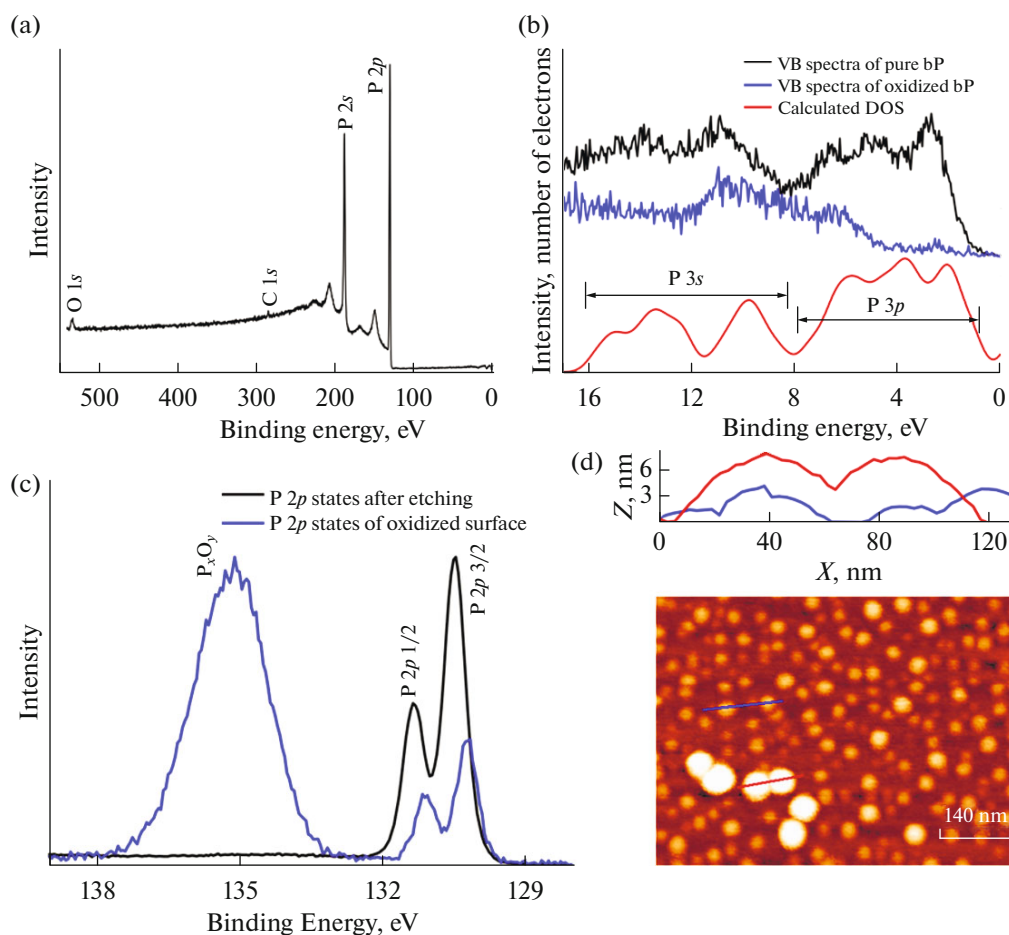 (a)
Intensity
O 1s
C 1s
P 2s
P 2p
500 400 300 200 100 0
Binding energy, eV
(b)
Intensity, number of electrons
VB spectra of pure bP
VB spectra of oxidized bP
Calculated DOS
P 3s
P 3p
16 12 8 4 0
Binding energy, eV
(c)
Intensity
P 2p states after etching
P 2p states of oxidized surface
PₓOᵧ
P 2p 1/2
P 2p 3/2
138 135 132 129
Binding Energy, eV
(d)
Z, nm
6
3
0 40 80 120
X, nm
140 nm